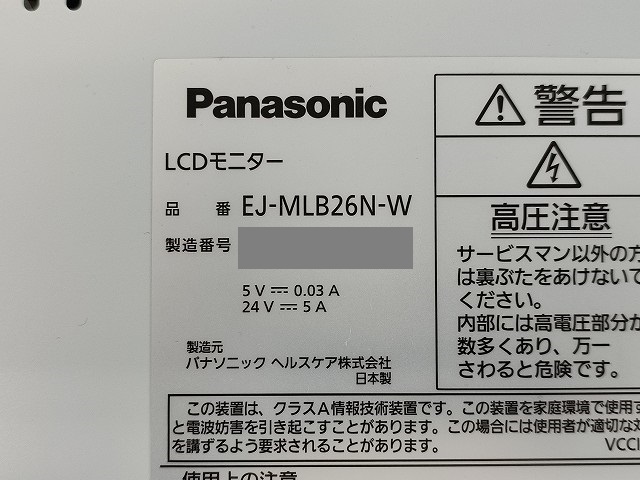 Panasonic
LCDモニター
品 番 EJ-MLB26N-W
製造番号
5 V ⎓ 0.03 A
24 V ⎓ 5 A
製造元
パナソニック ヘルスケア株式会社
日本製
警告
高圧注意
サービスマン以外の方
は裏ぶたをあけないで
ください。
内部には高電圧部分が
数多くあり、万一
さわると危険です。
この装置は、クラスA情報技術装置です。この装置を家庭環境で使用す
と電波妨害を引き起こすことがあります。この場合には使用者が適切な対
を講ずるよう要求されることがあります。 VCCI
使用上の注意